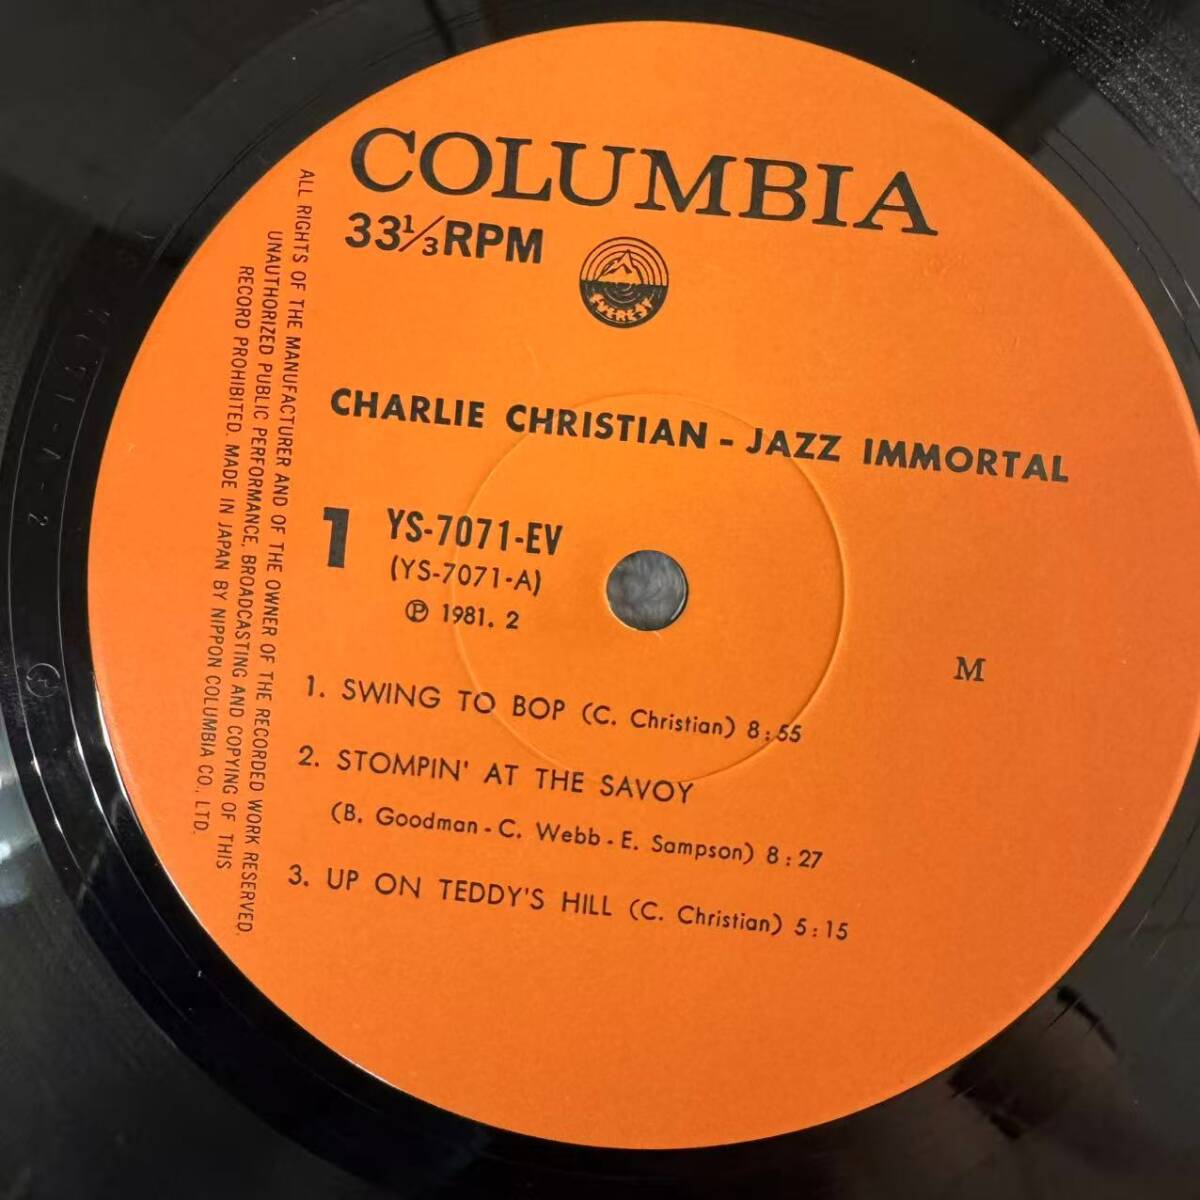 COLUMBIA
33⅓RPM
EVEREST
CHARLIE CHRISTIAN - JAZZ IMMORTAL
1
YS-7071-EV
(YS-7071-A)
Ⓟ 1981. 2
M
1. SWING TO BOP (C. Christian) 8:55
2. STOMPIN' AT THE SAVOY
(B. Goodman - C. Webb - E. Sampson) 8:27
3. UP ON TEDDY'S HILL (C. Christian) 5:15
ALL RIGHTS OF THE MANUFACTURER AND OF THE OWNER OF THE RECORDED WORK RESERVED.
UNAUTHORIZED PUBLIC PERFORMANCE, BROADCASTING AND COPYING OF THIS
RECORD PROHIBITED. MADE IN JAPAN BY NIPPON COLUMBIA CO., LTD.